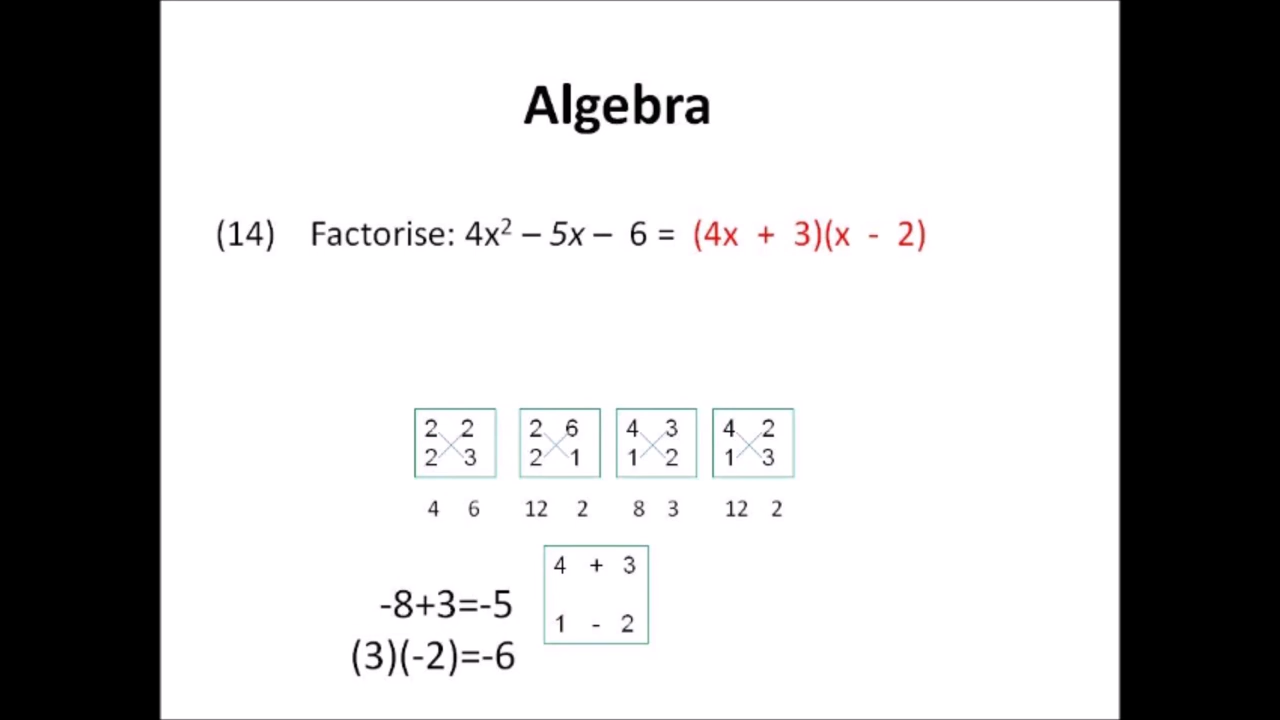 Algebra
(14) Factorise: 4x² – 5x – 6 = (4x + 3)(x - 2)
2 2 2 6 4 3 4 2
2 3 2 1 1 2 1 3
4 6 12 2 8 3 12 2
4 + 3
-8+3=-5
1 - 2
(3)(-2)=-6